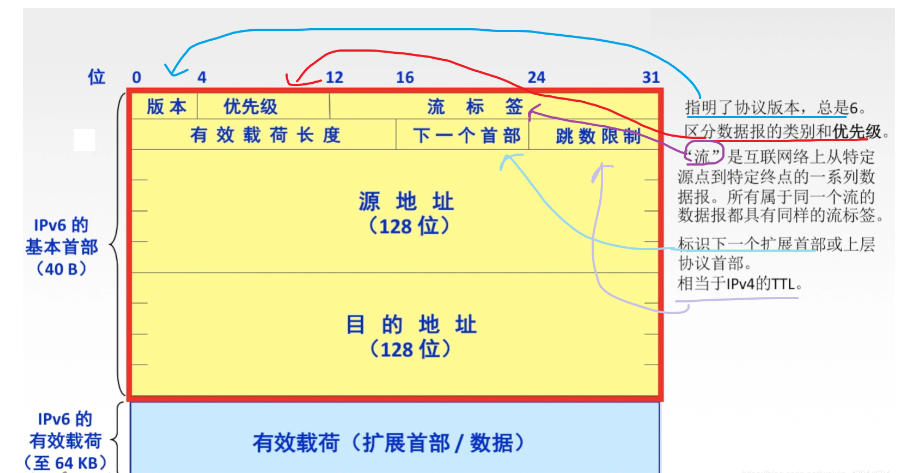 位 0 4 12 16 24 31
版本 优先级 流标签
有效载荷长度 下一个首部 跳数限制
源地址
（128 位）
目的地址
（128 位）
有效载荷（扩展首部 / 数据）
IPv6 的
基本首部
（40 B）
IPv6 的
有效载荷
（至 64 KB）
指明了协议版本，总是6。
区分数据报的类别和优先级。
“流”是互联网络上从特定
源点到特定终点的一系列数
据报。所有属于同一个流的
数据报都具有同样的流标签。
标识下一个扩展首部或上层
协议首部。
相当于IPv4的TTL。